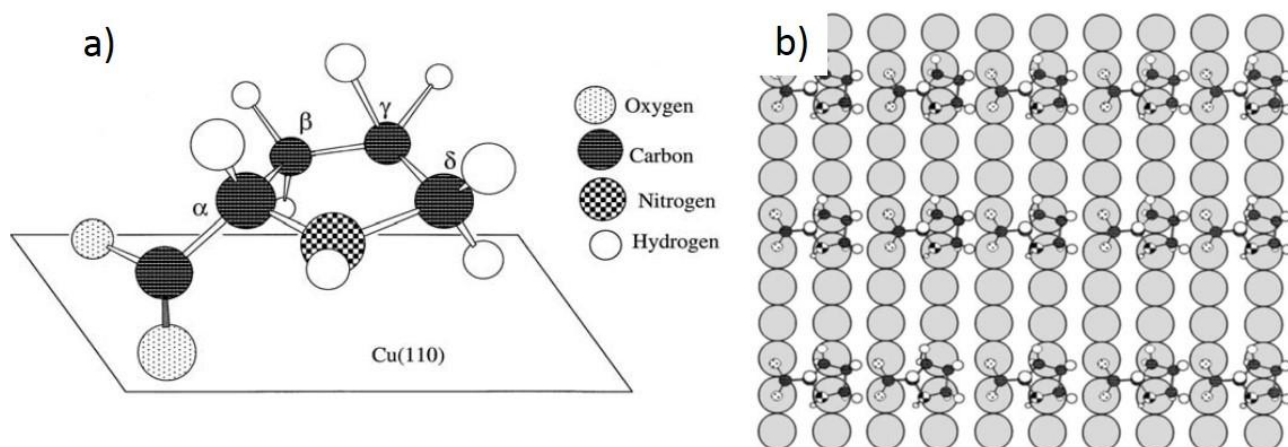 a)
b)
β
γ
δ
α
Oxygen
Carbon
Nitrogen
Hydrogen
Cu(110)